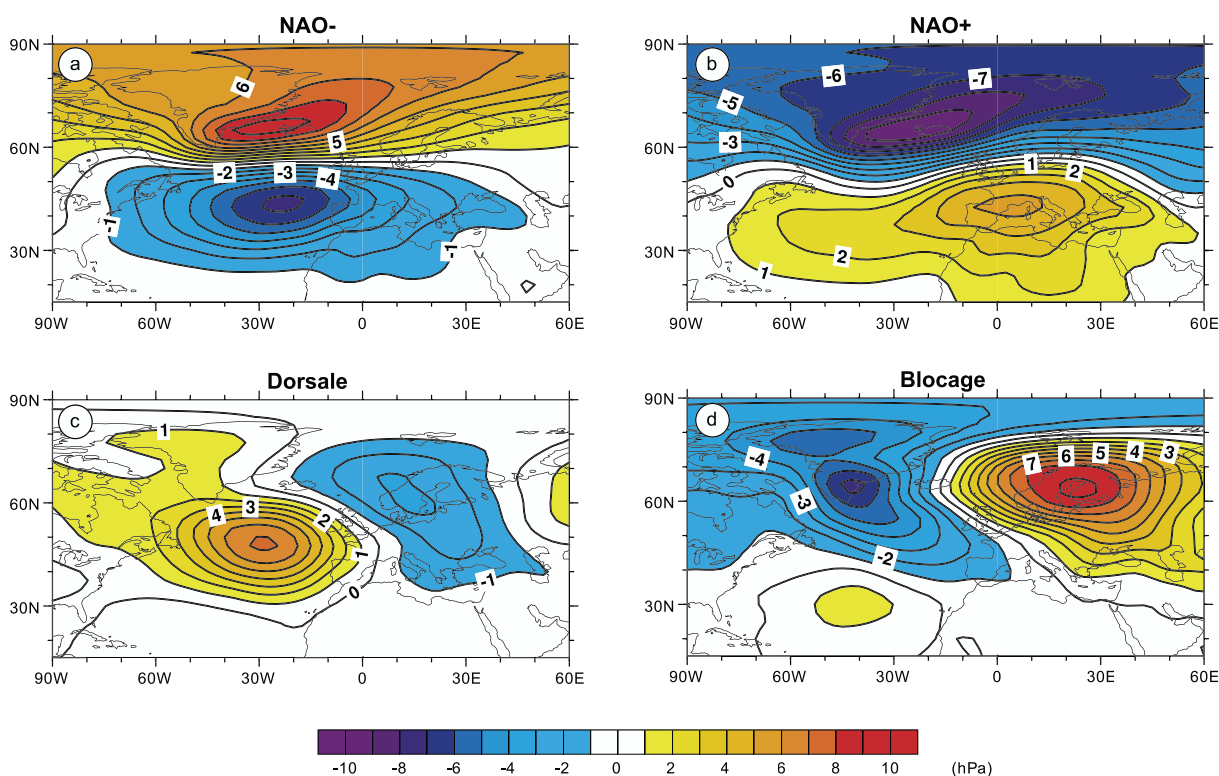 NAO-
NAO+
90N
a
6
5
60N
-2
-3
-4
-1
-1
30N
90W
60W
30W
0
30E
60E
90N
b
-6
-7
-5
-3
60N
0
1
2
30N
2
1
90W
60W
30W
0
30E
60E
Dorsale
Blocage
90N
c
1
60N
4
3
2
1
0
-1
30N
90W
60W
30W
0
30E
60E
90N
d
-4
7
6
5
4
3
60N
-3
-2
30N
90W
60W
30W
0
30E
60E
-10
-8
-6
-4
-2
0
2
4
6
8
10
(hPa)